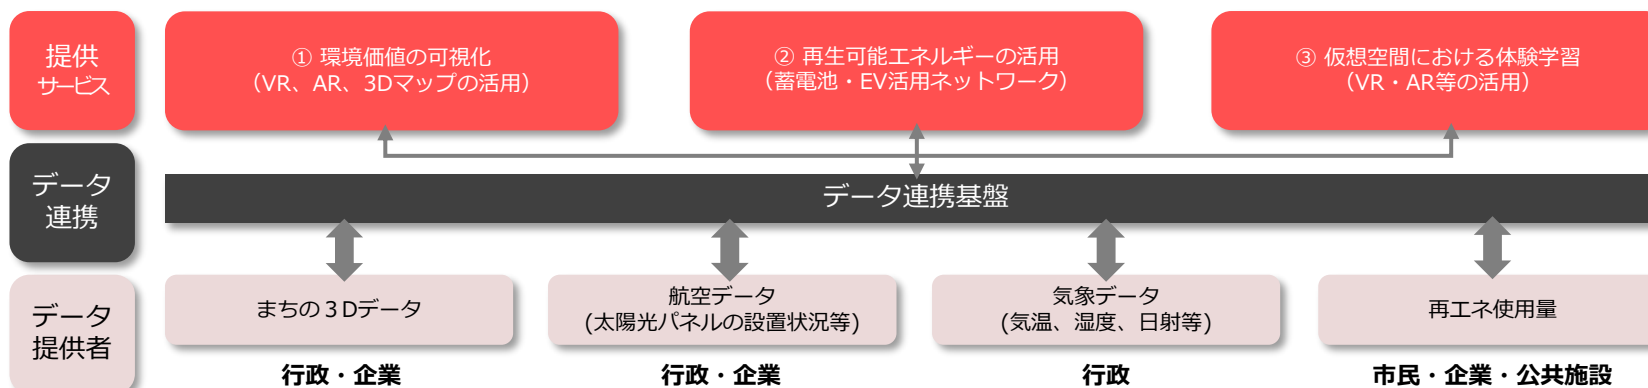 提供
サービス
① 環境価値の可視化
（VR、AR、3Dマップの活用）
② 再生可能エネルギーの活用
（蓄電池・EV活用ネットワーク）
③ 仮想空間における体験学習
（VR・AR等の活用）
データ
連携
データ連携基盤
データ
提供者
まちの３Dデータ
航空データ
(太陽光パネルの設置状況等)
気象データ
(気温、湿度、日射等)
再エネ使用量
行政・企業
行政・企業
行政
市民・企業・公共施設